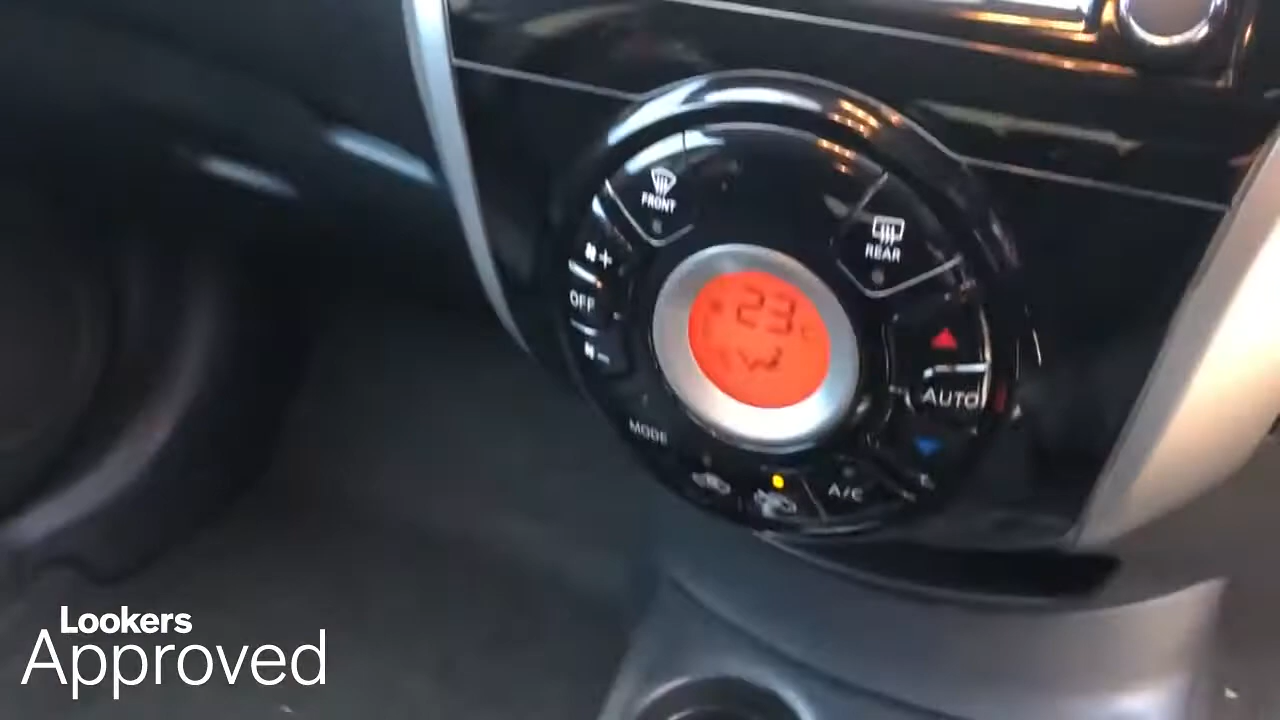 FRONT
REAR
+
OFF
-
23°C
AUTO
MODE
A/C
Lookers
Approved